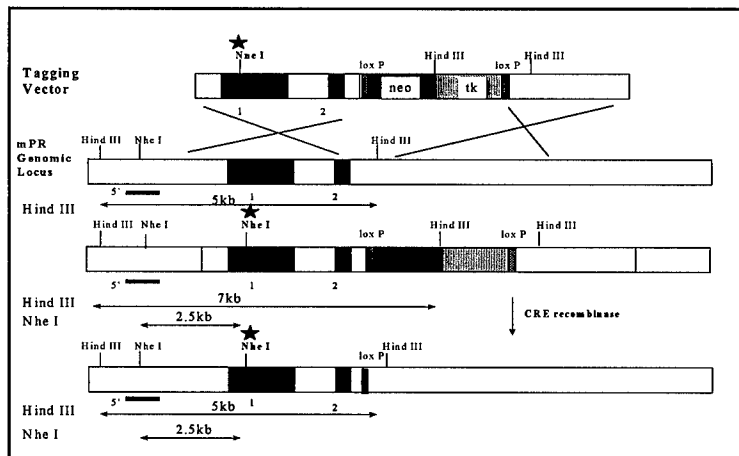 Nhe I
lox P
Hind III
lox P
Hind III
Tagging
Vector
neo
tk
1
2
mPR
Genomic
Locus
Hind III
Nhe I
Hind III
5'
1
2
Hind III
5kb
Hind III
Nhe I
Nhe I
lox P
Hind III
lox P
Hind III
5'
1
2
Hind III
7kb
Nhe I
2.5kb
CRE recombinase
Hind III
Nhe I
Nhe I
lox P
Hind III
5'
1
2
Hind III
5kb
Nhe I
2.5kb